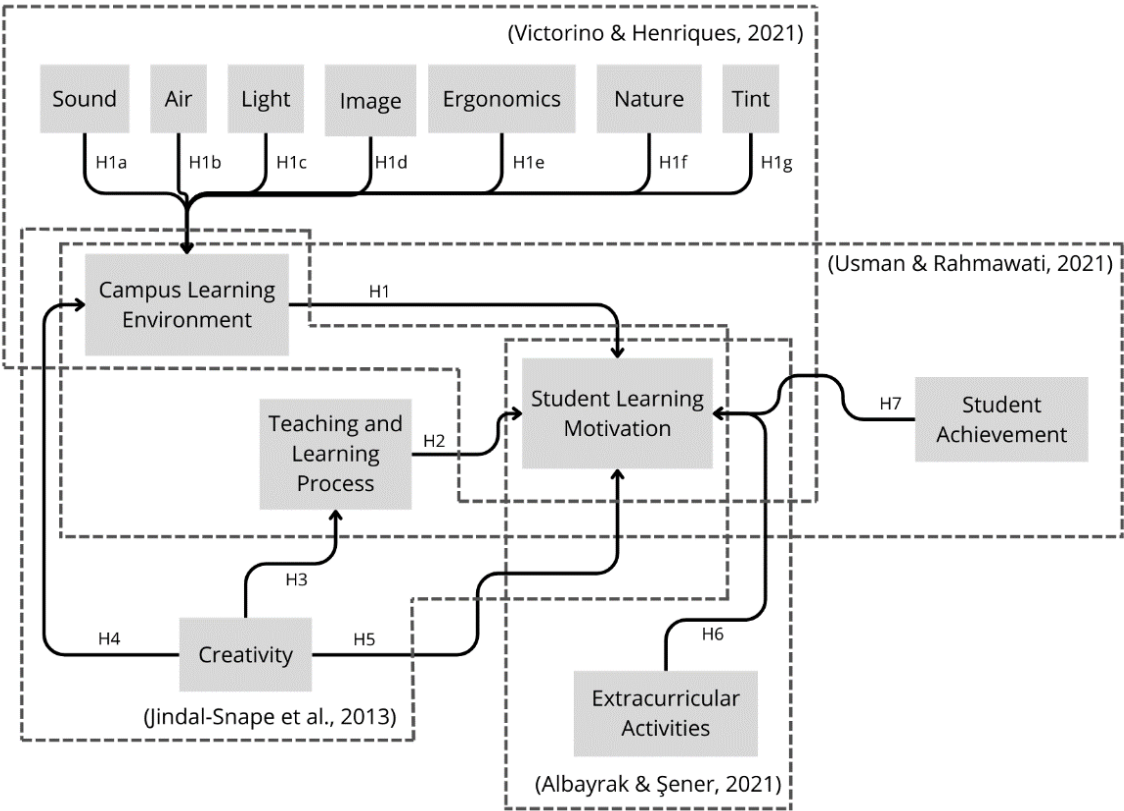 (Victorino & Henriques, 2021)
Sound
Air
Light
Image
Ergonomics
Nature
Tint
H1a
H1b
H1c
H1d
H1e
H1f
H1g
(Usman & Rahmawati, 2021)
Campus Learning
Environment
H1
Student Learning
Motivation
H7
Student
Achievement
Teaching and
Learning
Process
H2
H3
H4
Creativity
H5
H6
Extracurricular
Activities
(Jindal-Snape et al., 2013)
(Albayrak & Şener, 2021)